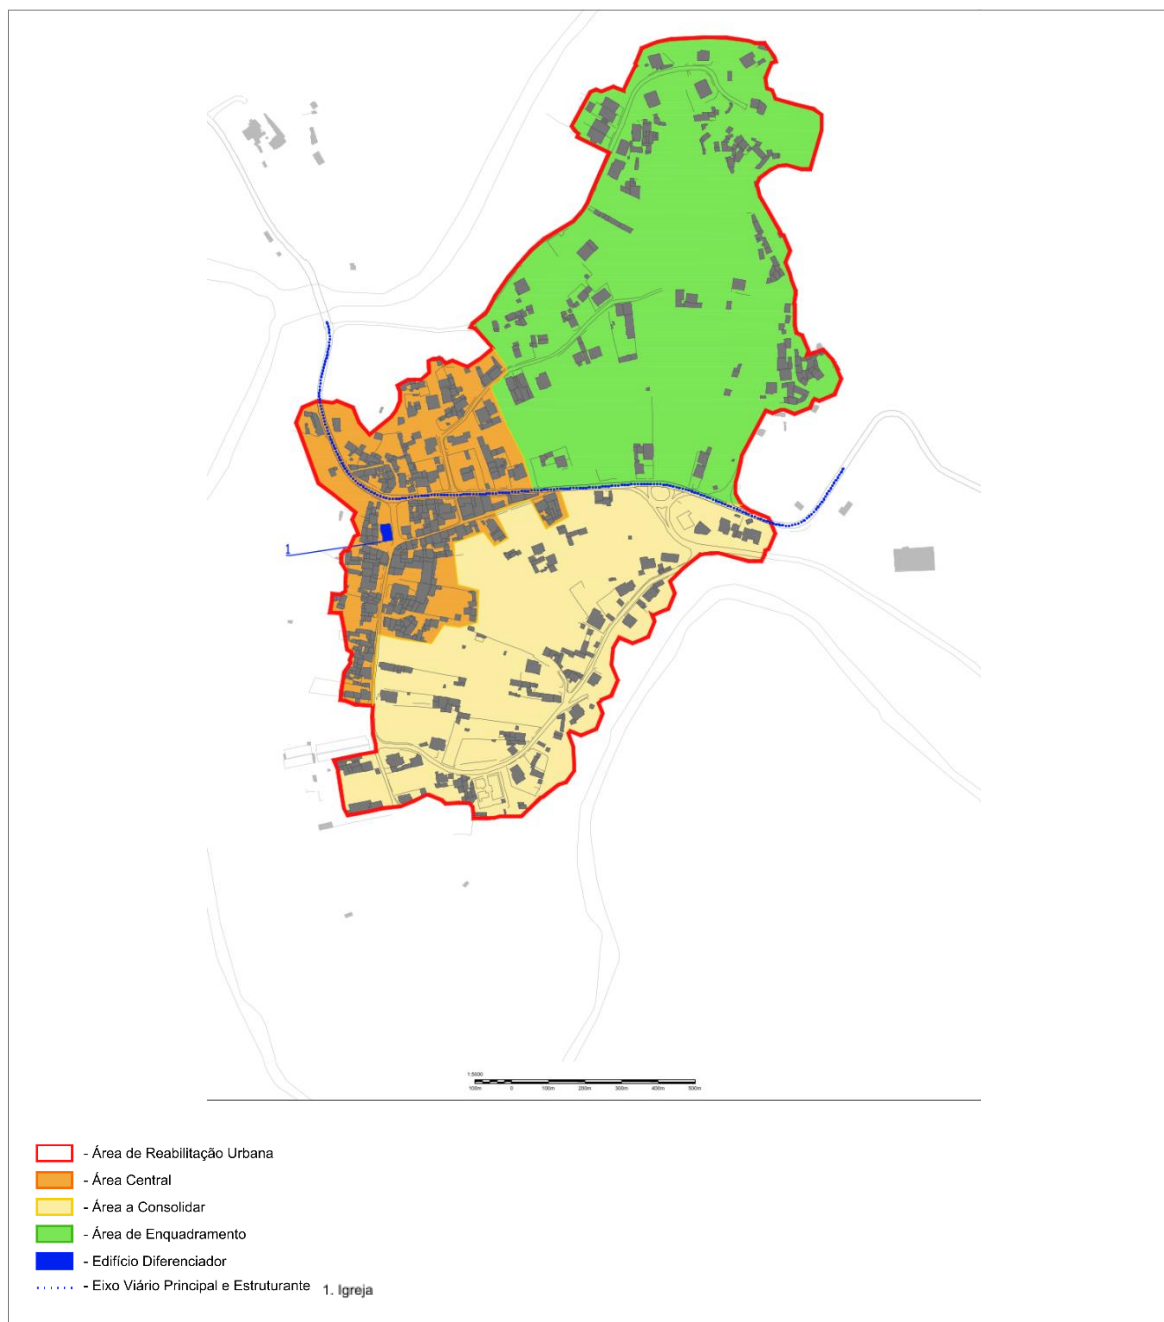 1
1:5000
100m 0 100m 200m 300m 400m 500m
- Área de Reabilitação Urbana
- Área Central
- Área a Consolidar
- Área de Enquadramento
- Edifício Diferenciador
- Eixo Viário Principal e Estruturante 1. Igreja